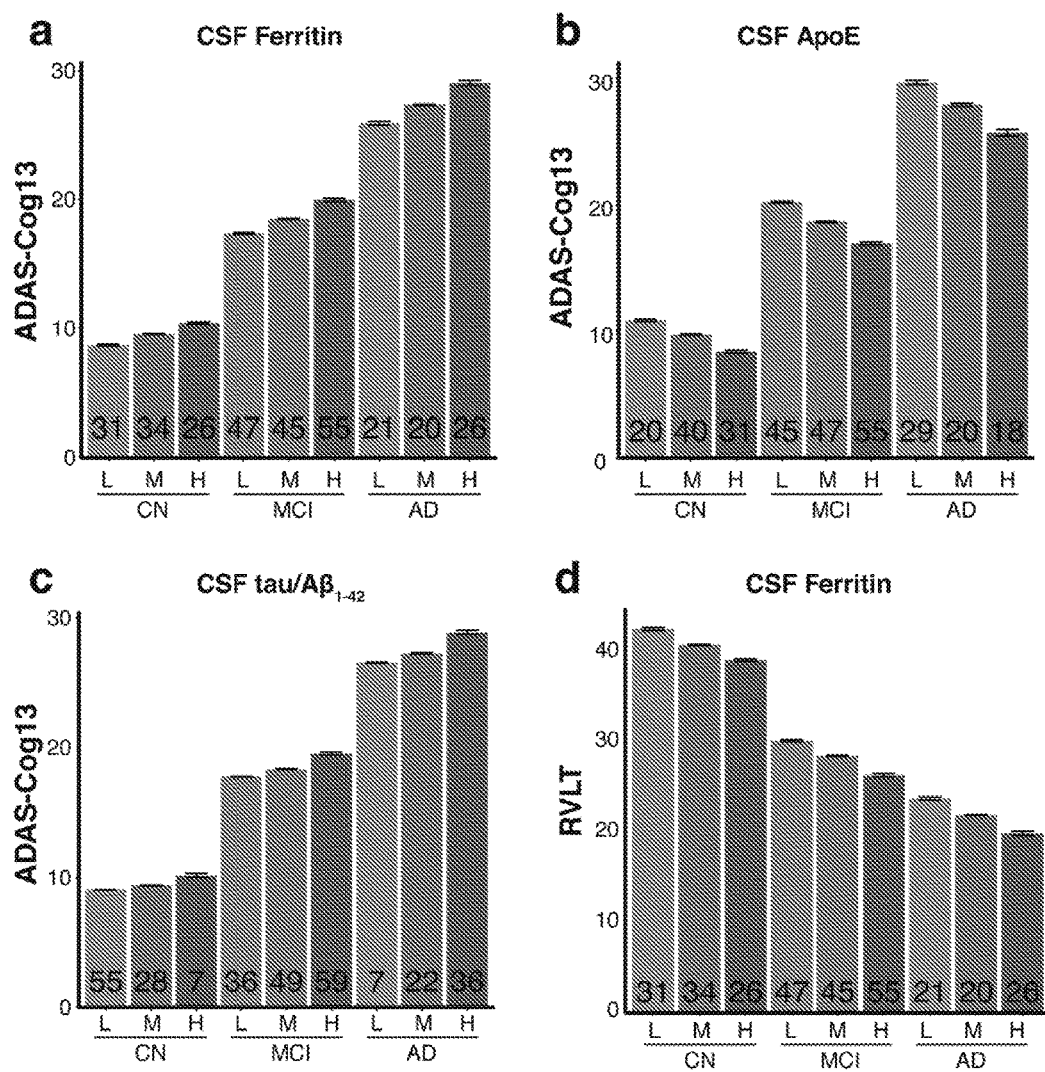 a
CSF Ferritin
ADAS-Cog13
30
20
10
0
31 34 26 47 45 55 21 20 26
L M H L M H L M H
CN MCI AD
b
CSF ApoE
ADAS-Cog13
30
20
10
0
20 40 31 45 47 55 29 20 18
L M H L M H L M H
CN MCI AD
c
CSF tau/Aβ1-42
ADAS-Cog13
30
20
10
0
55 28 7 36 49 59 7 22 36
L M H L M H L M H
CN MCI AD
d
CSF Ferritin
RVLT
40
30
20
10
0
31 34 26 47 45 55 21 20 26
L M H L M H L M H
CN MCI AD